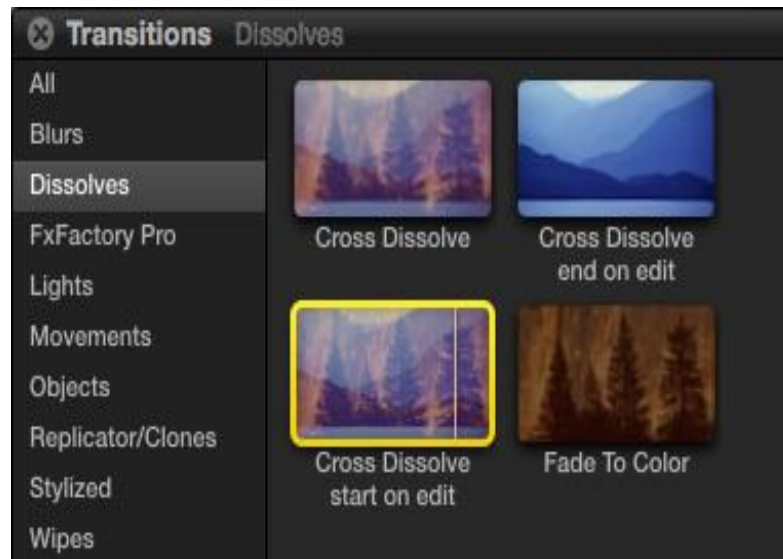 Transitions Dissolves
All
Blurs
Dissolves
FxFactory Pro
Lights
Movements
Objects
Replicator/Clones
Stylized
Wipes
Cross Dissolve
Cross Dissolve
end on edit
Cross Dissolve
start on edit
Fade To Color